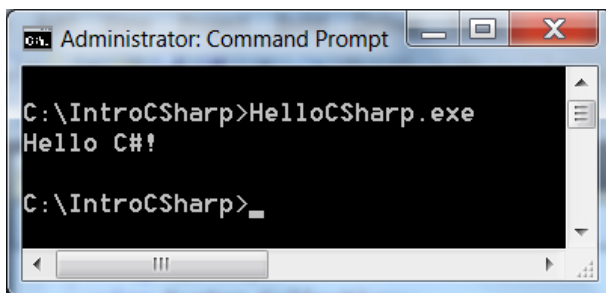 Administrator: Command Prompt
C:\IntroCSharp>HelloCSharp.exe
Hello C#!
C:\IntroCSharp>_